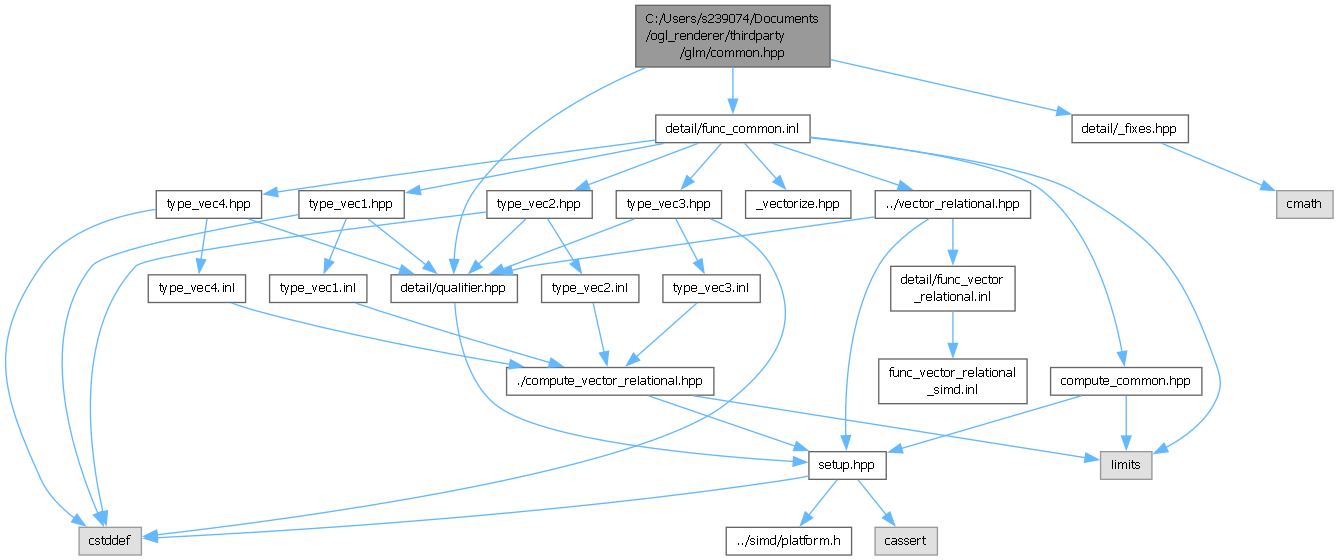 C:/Users/s239074/Documents
/ogl_renderer/thirdparty
/glm/common.hpp
detail/func_common.inl
detail/_fixes.hpp
type_vec4.hpp
type_vec1.hpp
type_vec2.hpp
type_vec3.hpp
_vectorize.hpp
../vector_relational.hpp
cmath
type_vec4.inl
type_vec1.inl
detail/qualifier.hpp
type_vec2.inl
type_vec3.inl
detail/func_vector
_relational.inl
./compute_vector_relational.hpp
func_vector_relational
_simd.inl
compute_common.hpp
setup.hpp
limits
cstddef
../simd/platform.h
cassert